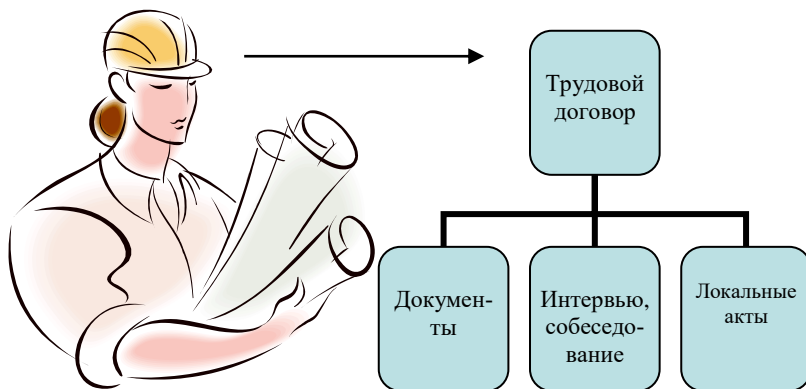 Трудовой
договор
Докумен-
ты
Интервью,
собеседо-
вание
Локальные
акты